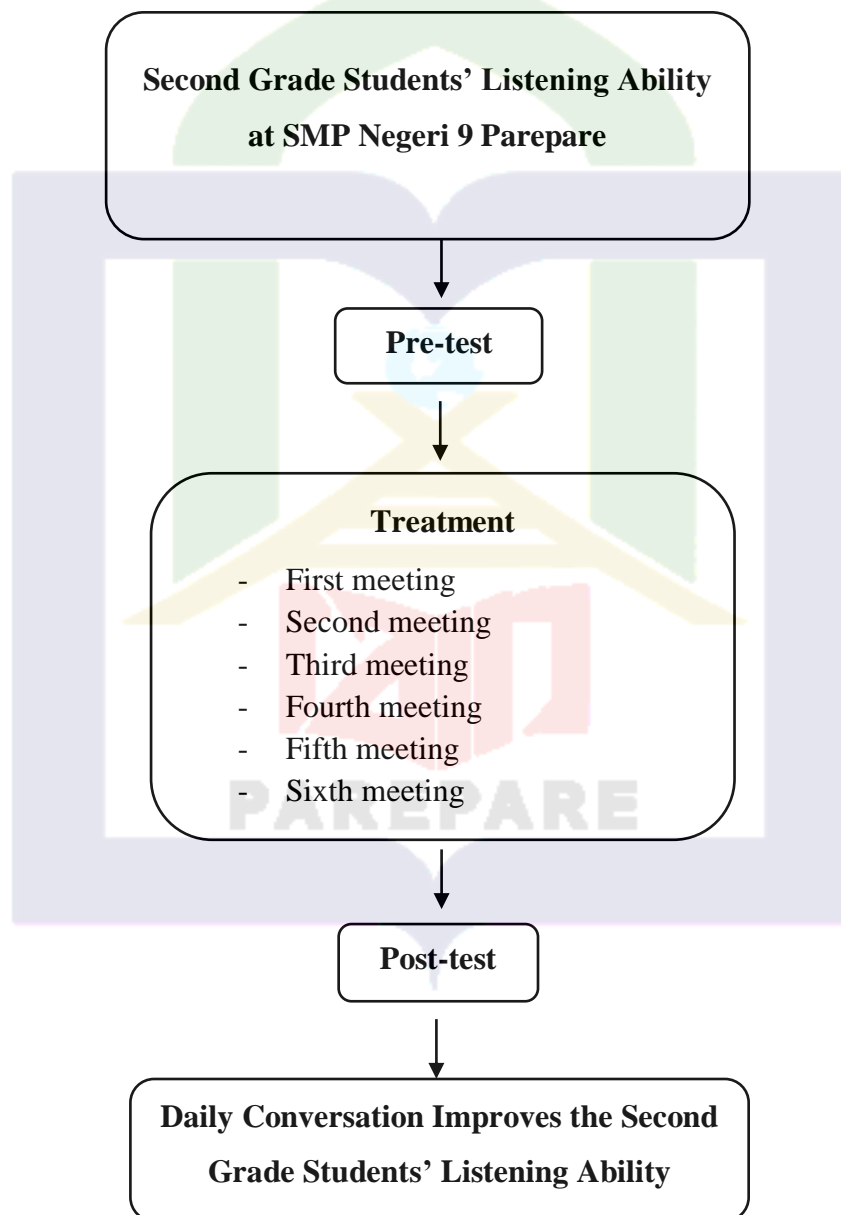 Second Grade Students’ Listening Ability
at SMP Negeri 9 Parepare
Pre-test
Treatment
- First meeting
- Second meeting
- Third meeting
- Fourth meeting
- Fifth meeting
- Sixth meeting
PAREPARE
Post-test
Daily Conversation Improves the Second
Grade Students’ Listening Ability